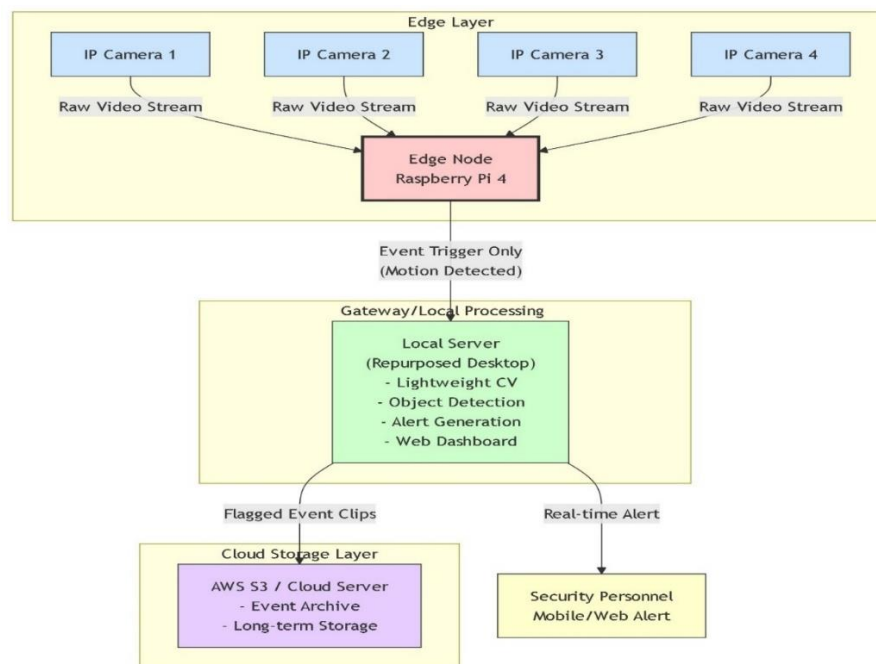 Edge Layer
IP Camera 1
IP Camera 2
IP Camera 3
IP Camera 4
Raw Video Stream
Raw Video Stream
Raw Video Stream
Raw Video Stream
Edge Node
Raspberry Pi 4
Event Trigger Only
(Motion Detected)
Gateway/Local Processing
Local Server
(Repurposed Desktop)
- Lightweight CV
- Object Detection
- Alert Generation
- Web Dashboard
Flagged Event Clips
Real-time Alert
Cloud Storage Layer
AWS S3 / Cloud Server
- Event Archive
- Long-term Storage
Security Personnel
Mobile/Web Alert